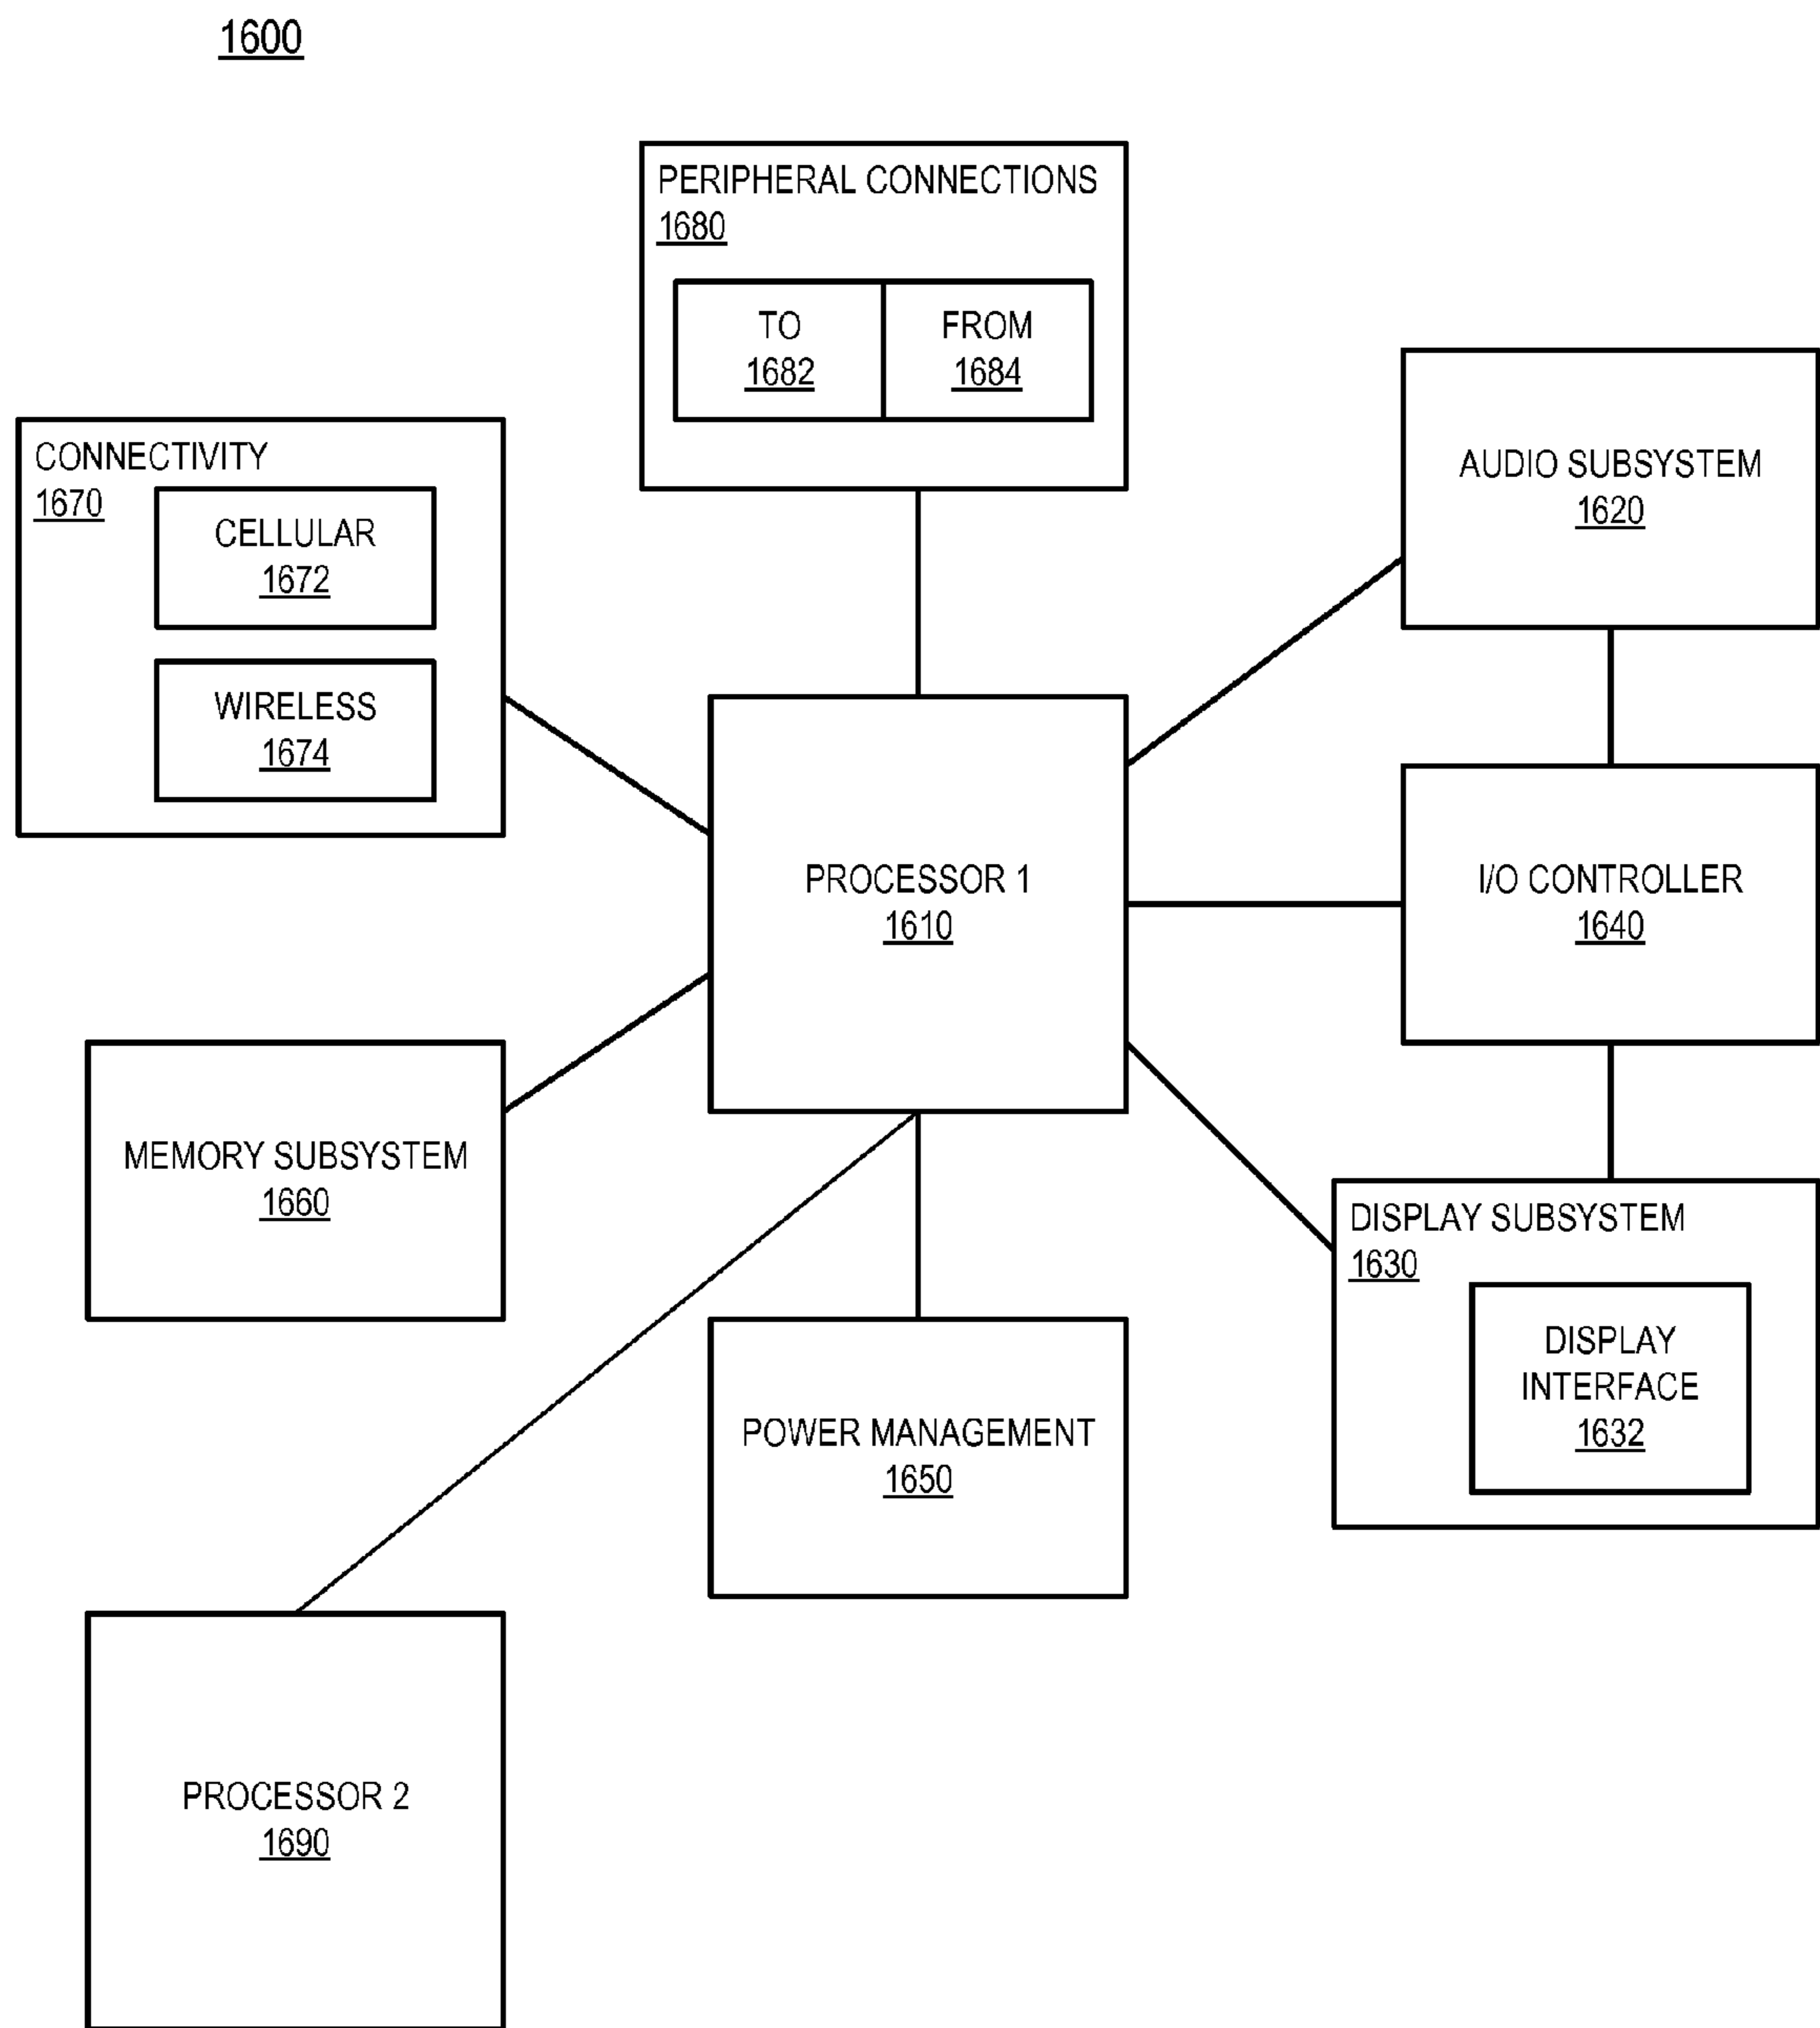 1600
PERIPHERAL CONNECTIONS
1680
TO
1682
FROM
1684
CONNECTIVITY
1670
CELLULAR
1672
WIRELESS
1674
AUDIO SUBSYSTEM
1620
PROCESSOR 1
1610
I/O CONTROLLER
1640
MEMORY SUBSYSTEM
1660
DISPLAY SUBSYSTEM
1630
DISPLAY
INTERFACE
1632
POWER MANAGEMENT
1650
PROCESSOR 2
1690